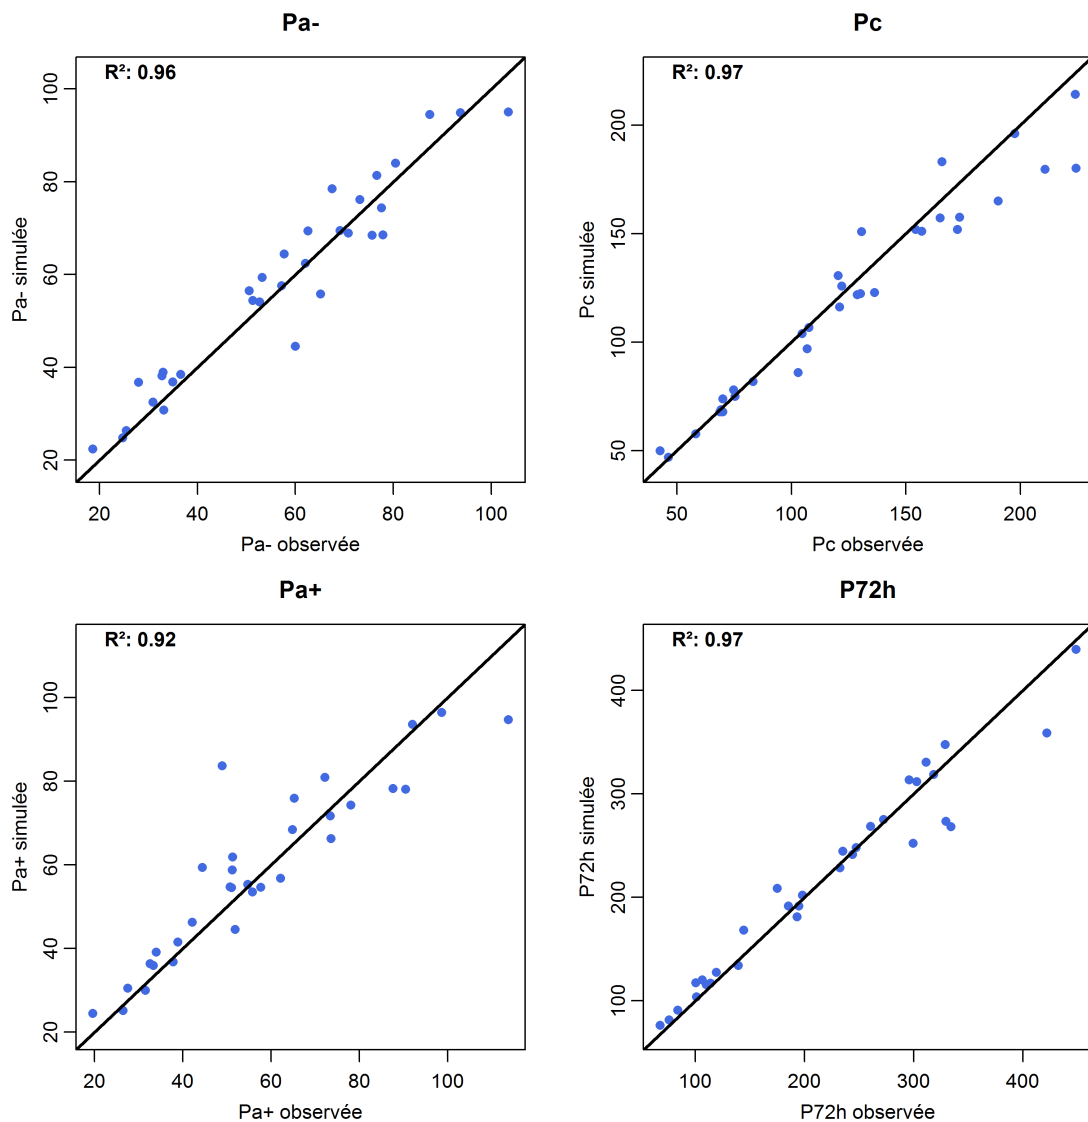 Pa-
R²: 0.96
100
80
60
40
20
Pa- simulée
20 40 60 80 100
Pa- observée
Pc
R²: 0.97
200
150
100
50
Pc simulée
50 100 150 200
Pc observée
Pa+
R²: 0.92
100
80
60
40
20
Pa+ simulée
20 40 60 80 100
Pa+ observée
P72h
R²: 0.97
400
300
200
100
P72h simulée
100 200 300 400
P72h observée